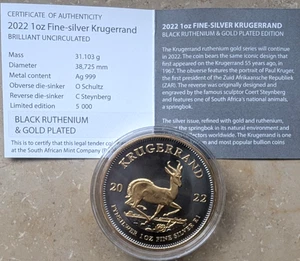 CERTIFICATE OF AUTHENTICITY
2022 1oz Fine-silver Krugerrand
BRILLIANT UNCIRCULATED
Mass 31.103 g
Diameter 38,725 mm
Metal content Ag 999
Obverse die-sinker O Schultz
Reverse die-sinker C Steynberg
Limited edition 5 000
BLACK RUTHENIUM
& GOLD PLATED
This is to certify that this legal tender
at the South African Mint Company
2022 1oz FINE-SILVER KRUGERRAND
BLACK RUTHENIUM & GOLD PLATED EDITION
The Krugerrand ruthenium gold series will continue
in 2022. The coin bears the same iconic design that
first appeared on the Krugerrand 55 years ago, in
1967. The obverse features the portrait of Paul Kruger,
the first president of the Zuid Afrikaansche Republiek
(ZAR). The reverse was originally designed and
engraved by the famous sculptor Coert Steynberg
and features one of South Africa's national animals,
a springbok.
The silver issue, refined with gold and ruthenium,
the springbok in its natural environment and
collectors worldwide. The Krugerrand is one
and most popular bullion coins
KRUGERRAND
20 22
FYNSILWER 1 OZ FINE SILVER R1